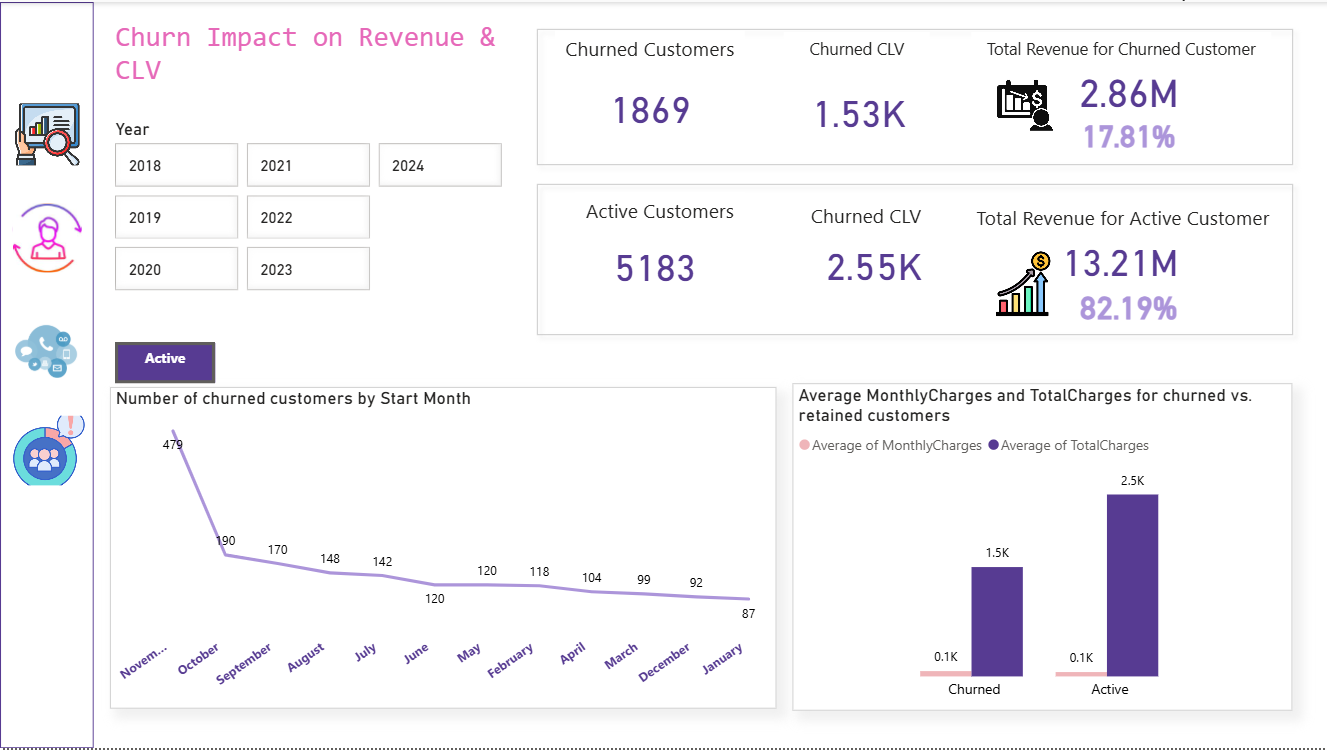 Churn Impact on Revenue &
CLV
Year
2018
2021
2024
2019
2022
2020
2023
Churned Customers
Churned CLV
Total Revenue for Churned Customer
1869
1.53K
2.86M
17.81%
Active Customers
Churned CLV
Total Revenue for Active Customer
5183
2.55K
13.21M
82.19%
Active
Number of churned customers by Start Month
479
190
170
148
142
120
120
118
104
99
92
87
Novem...
October
September
August
July
June
May
February
April
March
December
January
Average MonthlyCharges and TotalCharges for churned vs.
retained customers
Average of MonthlyCharges
Average of TotalCharges
0.1K
1.5K
0.1K
2.5K
Churned
Active